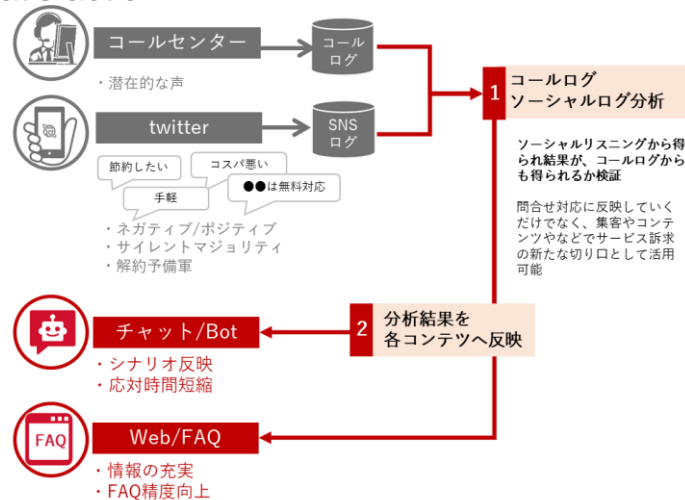 コールセンター
コール
ログ
・潜在的な声
twitter
SNS
ログ
節約したい
コスパ悪い
手軽
●●は無料対応
・ネガティブ/ポジティブ
・サイレントマジョリティ
・解約予備軍
1
コールログ
ソーシャルログ分析
ソーシャルリスニングから得
られ結果が、コールログから
も得られるか検証
問合せ対応に反映していく
だけでなく、集客やコンテ
ンツやなどでサービス訴求
の新たな切り口として活用
可能
2
分析結果を
各コンテツへ反映
チャット/Bot
・シナリオ反映
・応対時間短縮
FAQ
Web/FAQ
・情報の充実
・FAQ精度向上